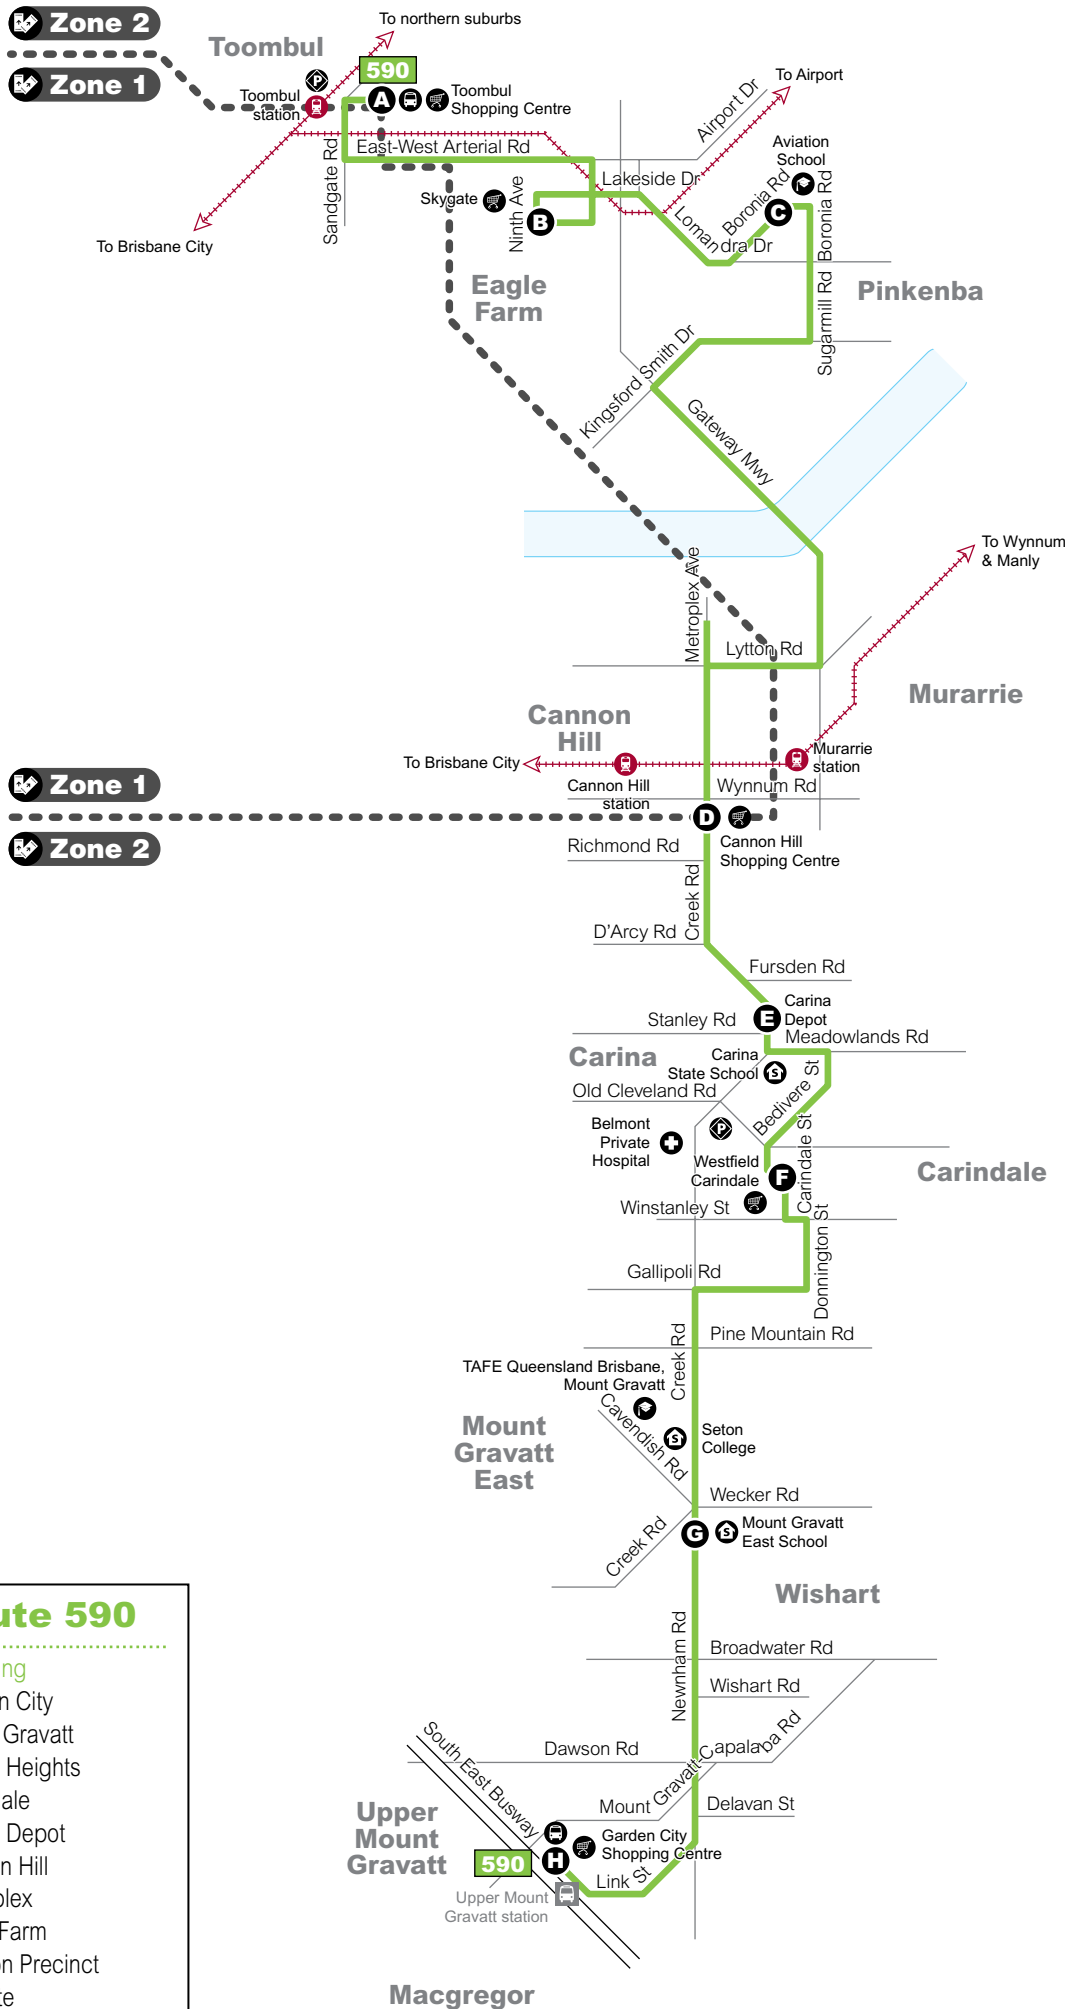 Zone 2
Zone 1
Toombul
To northern suburbs
590
A
Toombul
Shopping Centre
Toombul
station
P
To Airport
Airport Dr
East-West Arterial Rd
Sandgate Rd
Aviation
School
Lakeside Dr
Skygate
Ninth Ave
B
C
Boronia Rd
Boronia Rd
Lomandra Dr
To Brisbane City
Eagle
Farm
Pinkenba
Sugarmill Rd
Kingsford Smith Dr
Gateway Mwy
To Wynnum
& Manly
Metroplex Ave
Lytton Rd
Murarrie
Cannon
Hill
To Brisbane City
Murarrie
station
Cannon Hill
station
Wynnum Rd
Zone 1
Zone 2
D
Cannon Hill
Shopping Centre
Richmond Rd
Creek Rd
D'Arcy Rd
Fursden Rd
Carina
Depot
E
Stanley Rd
Meadowlands Rd
Carina
Carina
State School
S
Old Cleveland Rd
Bedivere St
Belmont
Private
Hospital
P
Westfield
Carindale
F
Carindale St
Carindale
Winstanley St
Donnington St
Gallipoli Rd
Creek Rd
Pine Mountain Rd
TAFE Queensland Brisbane,
Mount Gravatt
Cavendish Rd
Mount
Gravatt
East
S
Seton
College
Wecker Rd
G
S
Mount Gravatt
East School
Creek Rd
Wishart
Newnham Rd
Broadwater Rd
Wishart Rd
Dawson Rd
Mount Gravatt-Capalaba Rd
South East Busway
Delavan St
Upper
Mount
Gravatt
Garden City
Shopping Centre
590
H
Link St
Upper Mount
Gravatt station
Macgregor
ute 590
ng
n City
Gravatt
Heights
ale
Depot
n Hill
plex
Farm
on Precinct
te